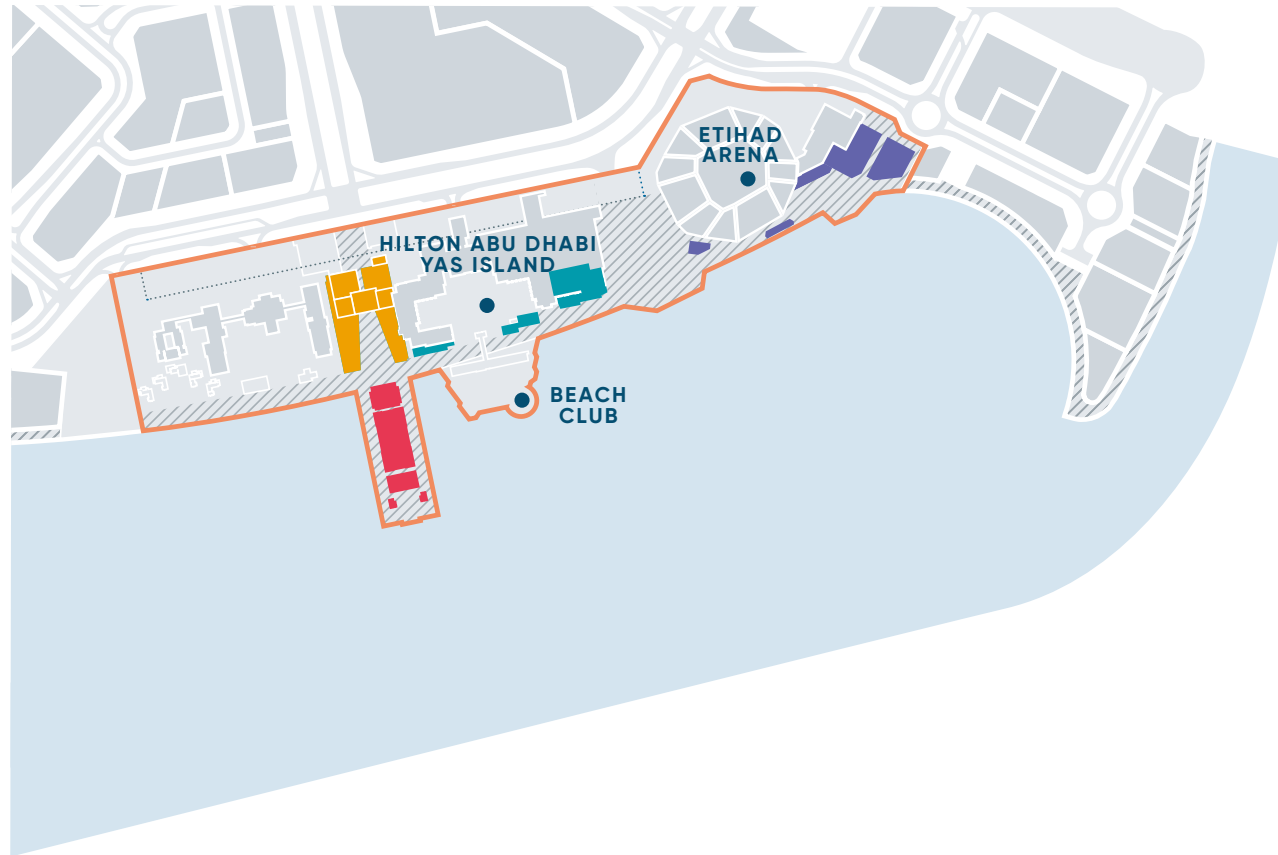 ETIHAD
ARENA
HILTON ABU DHABI
YAS ISLAND
BEACH
CLUB